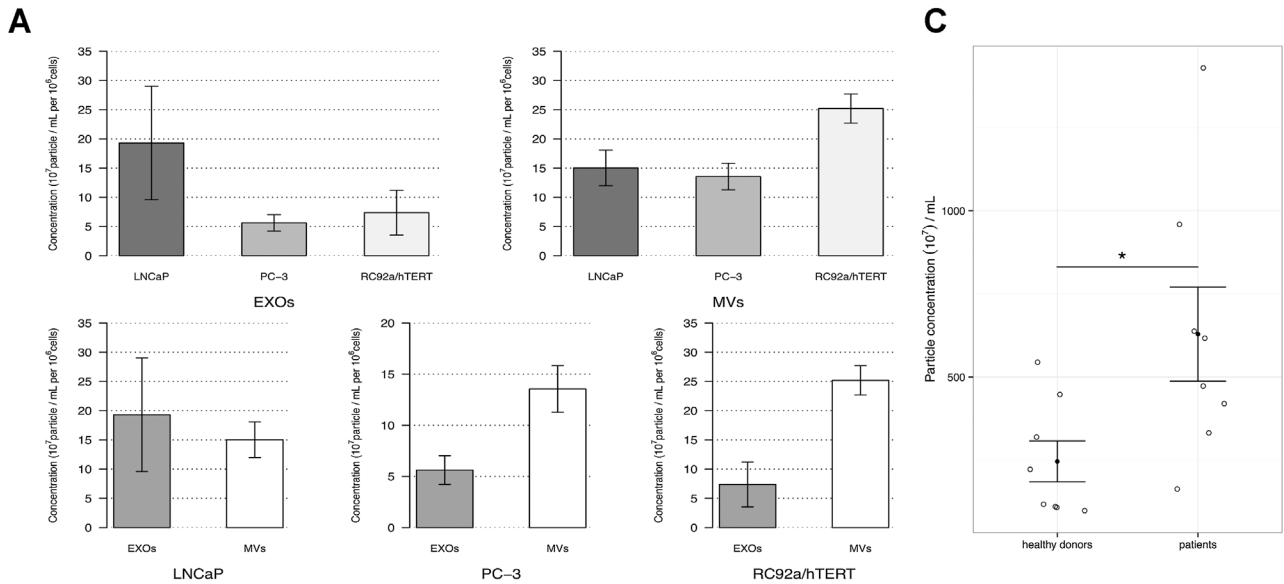 A
C
Concentration (10⁷particle / mL per 10⁶cells)
35
30
25
20
15
10
5
0
LNCaP
PC−3
RC92a/hTERT
EXOs
Concentration (10⁷particle / mL per 10⁶cells)
35
30
25
20
15
10
5
0
LNCaP
PC−3
RC92a/hTERT
MVs
Concentration (10⁷particle / mL per 10⁶cells)
35
30
25
20
15
10
5
0
EXOs
MVs
LNCaP
Concentration (10⁷particle / mL per 10⁶cells)
20
15
10
5
0
EXOs
MVs
PC−3
Concentration (10⁷particle / mL per 10⁶cells)
35
30
25
20
15
10
5
0
EXOs
MVs
RC92a/hTERT
Particle concentration (10⁷) / mL
1000
500
*
healthy donors
patients